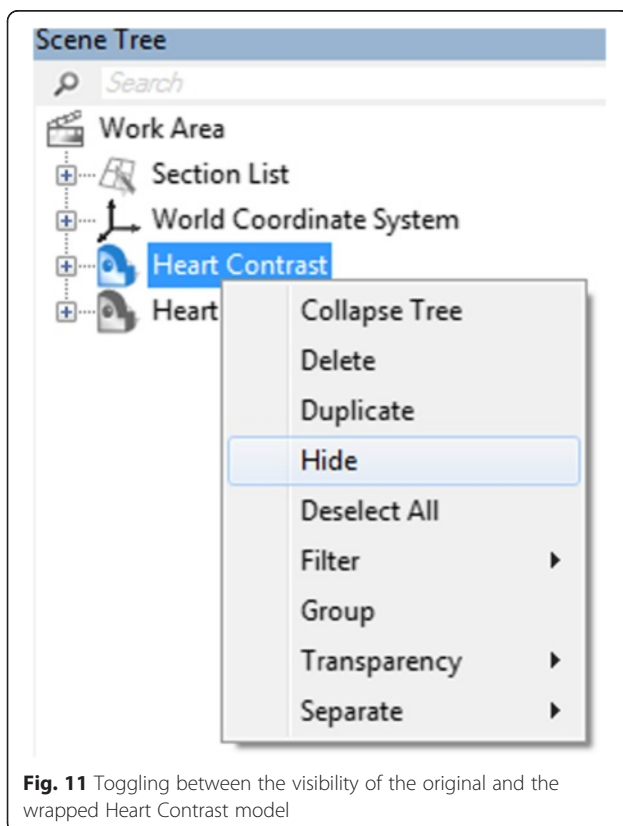 Scene Tree
Search
Work Area
Section List
World Coordinate System
Heart Contrast
Heart
Collapse Tree
Delete
Duplicate
Hide
Deselect All
Filter
Group
Transparency
Separate
Fig. 11 Toggling between the visibility of the original and the
wrapped Heart Contrast model